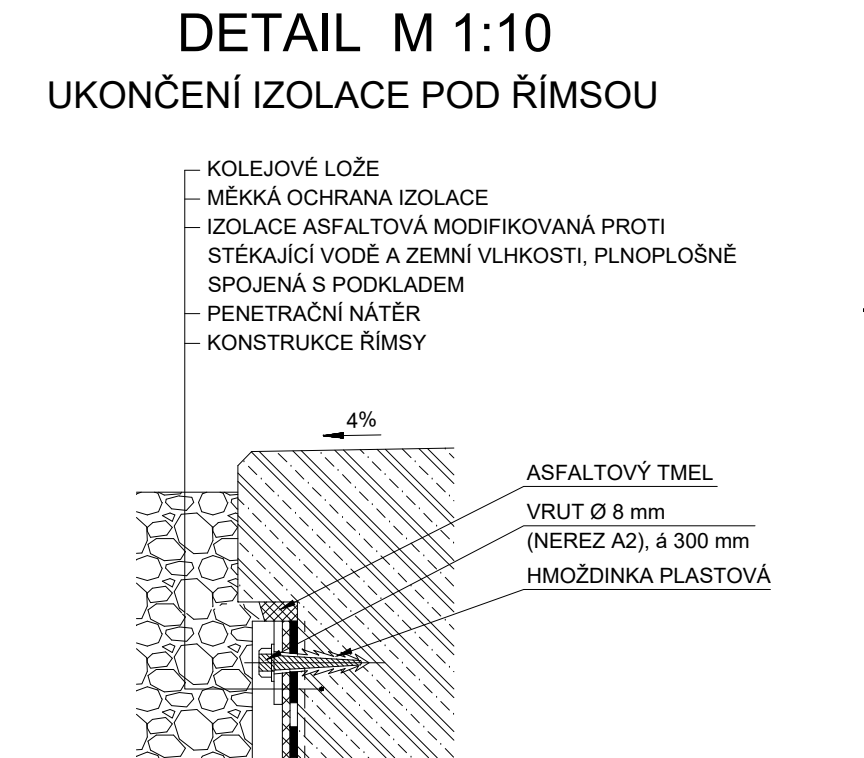 DETAIL M 1:10
UKONČENÍ IZOLACE POD ŘÍMSOU
KOLEJOVÉ LOŽE
MĚKKÁ OCHRANA IZOLACE
IZOLACE ASFALTOVÁ MODIFIKOVANÁ PROTI
STÉKAJÍCÍ VODĚ A ZEMNÍ VLHKOSTI, PLNOPLOŠNĚ
SPOJENÁ S PODKLADEM
PENETRAČNÍ NÁTĚR
KONSTRUKCE ŘÍMSY
4%
ASFALTOVÝ TMEL
VRUT Ø 8 mm
(NEREZ A2), á 300 mm
HMOŽDINKA PLASTOVÁ